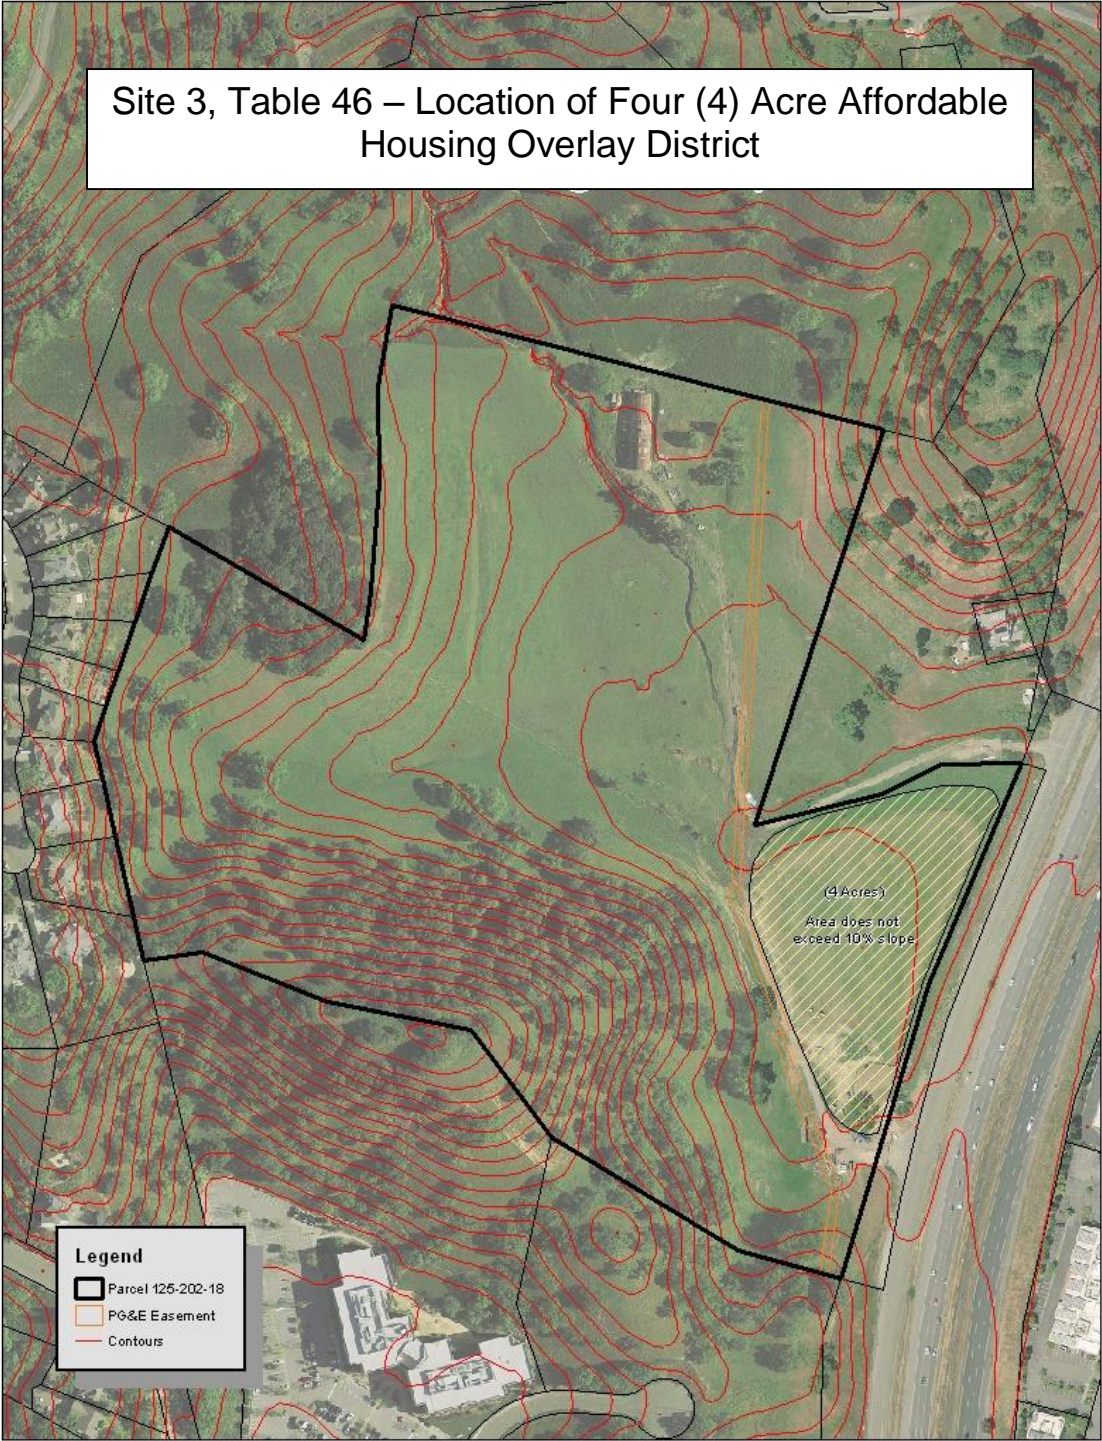 Site 3, Table 46 – Location of Four (4) Acre Affordable
Housing Overlay District
(4 Acres)
Area does not
exceed 10% slope
Legend
Parcel 125-202-18
PG&E Easement
Contours